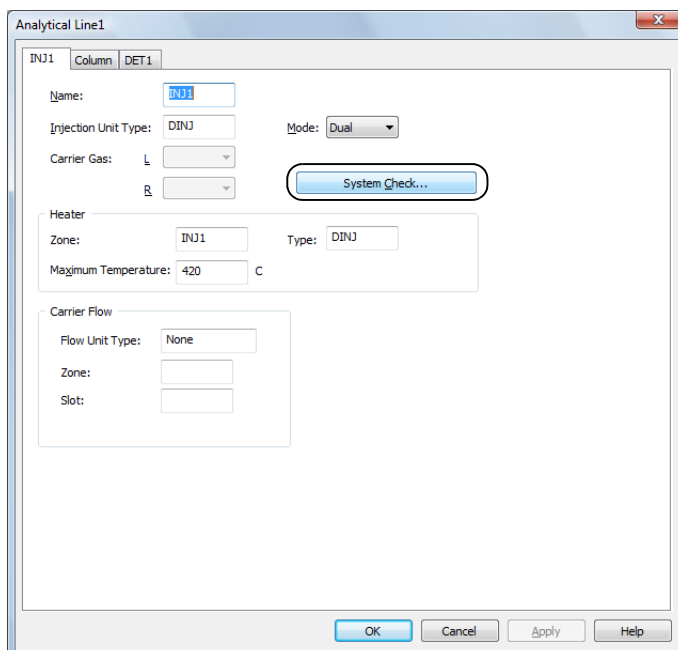 Analytical Line1
x
INJ1 Column DET1
Name: INJ1
Injection Unit Type: DINJ Mode: Dual
Carrier Gas: L
R System Check...
Heater
Zone: INJ1 Type: DINJ
Maximum Temperature: 420 C
Carrier Flow
Flow Unit Type: None
Zone:
Slot:
OK Cancel Apply Help